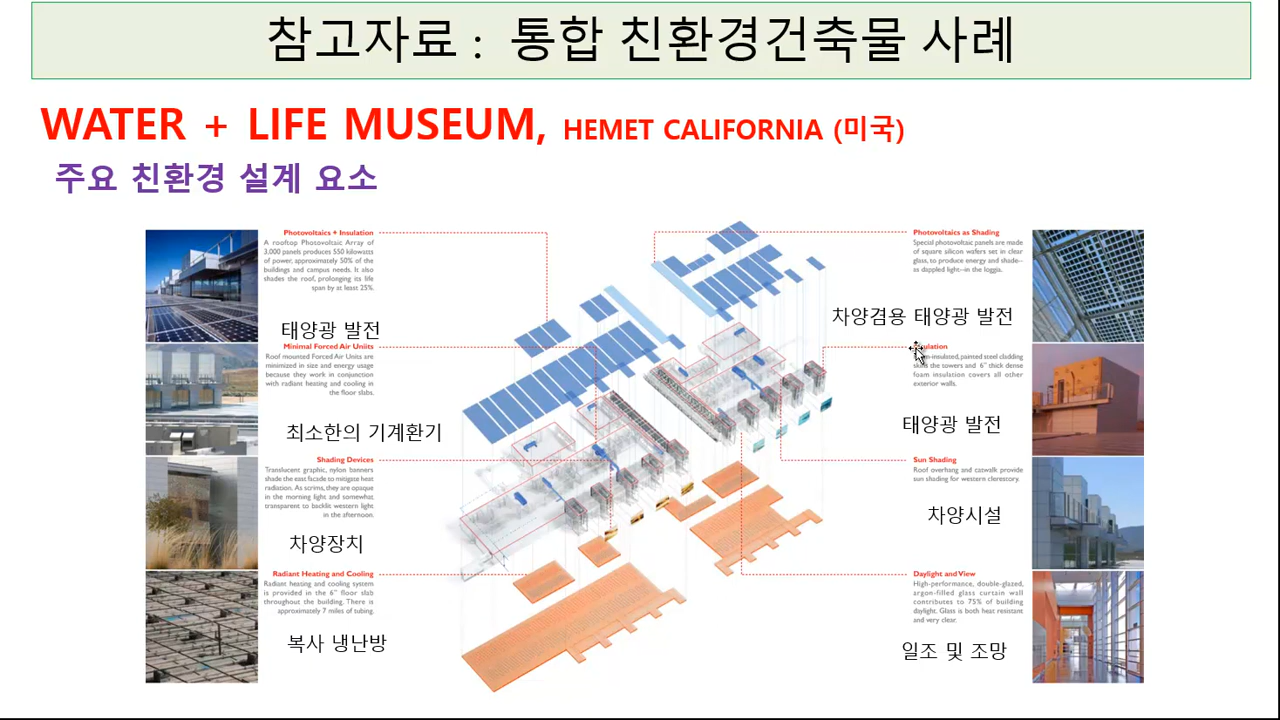 참고자료 : 통합 친환경건축물 사례
WATER + LIFE MUSEUM, HEMET CALIFORNIA (미국)
주요 친환경 설계 요소
Photovoltaics + Insulation
A rooftop Photovoltaic Array of
3,000 panels produces 550 kilowatts
of power, approximately 50% of the
buildings and campus needs. It also
shades the roof, prolonging its life
span by at least 25%.
태양광 발전
Minimal Forced Air Uniits
Roof mounted Forced Air Units are
minimized in size and energy usage
because they work in conjunction
with radiant heating and cooling in
the floor slabs.
최소한의 기계환기
Shading Devices
Translucent graphic, nylon banners
shade the east facade to mitigate heat
radiation. As scrims, they are opaque
in the morning light and somewhat
transparent to backlit western light
in the afternoon.
차양장치
Radiant Heating and Cooling
Radiant heating and cooling system
is provided in the 6" floor slab
throughout the building. There is
approximately 7 miles of tubing.
복사 냉난방
Photovoltaics as Shading
Special photovoltaic panels are made
of square silicon wafers set in clear
glass, to produce energy and shade--
as dappled light--in the loggia.
차양겸용 태양광 발전
-insulated, painted steel cladding
the towers and 6" thick dense
foam insulation covers all other
exterior walls.
태양광 발전
Sun Shading
Roof overhang and catwalk provide
sun shading for western clerestory.
차양시설
Daylight and View
High-performance, double-glazed,
argon-filled glass curtain wall
contributes to 75% of building
daylight. Glass is both heat resistant
and very clear.
일조 및 조망